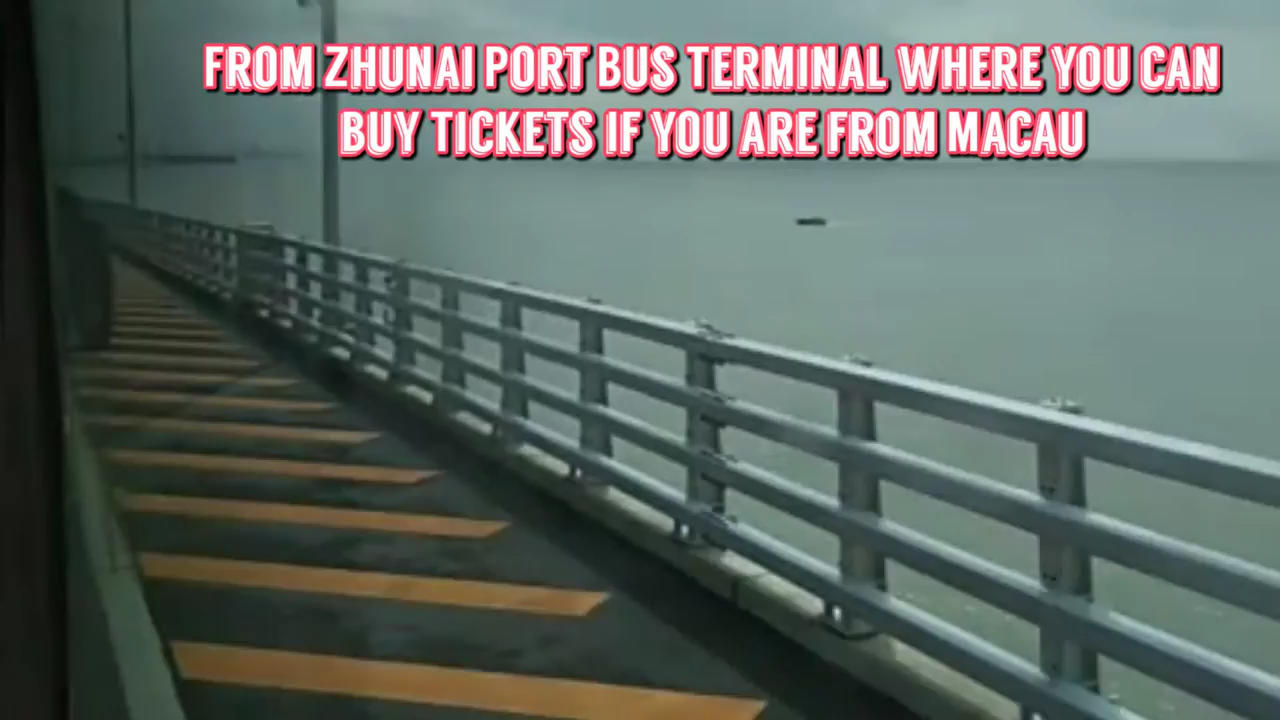 FROM ZHUNAI PORT BUS TERMINAL WHERE YOU CAN
BUY TICKETS IF YOU ARE FROM MACAU